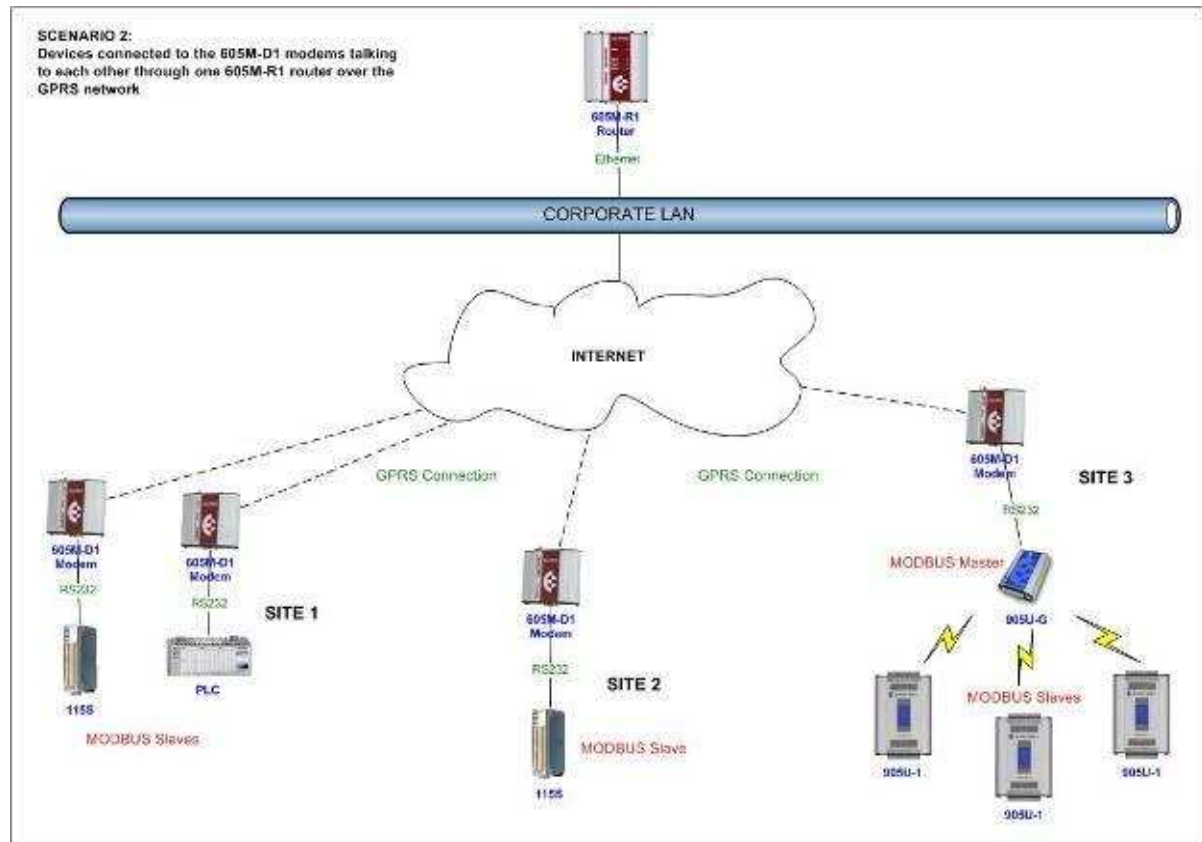 SCENARIO 2:
Devices connected to the 605M-D1 modems talking
to each other through one 605M-R1 router over the
GPRS network
605M-R1
Router
Ethernet
CORPORATE LAN
INTERNET
GPRS Connection
GPRS Connection
605M-D1
Modem
SITE 3
RS232
MODBUS Master
905U-G
605M-D1
Modem
RS232
115S
605M-D1
Modem
RS232
SITE 1
PLC
MODBUS Slaves
605M-D1
Modem
RS232
SITE 2
MODBUS Slave
115S
MODBUS Slaves
905U-1
905U-1
905U-1